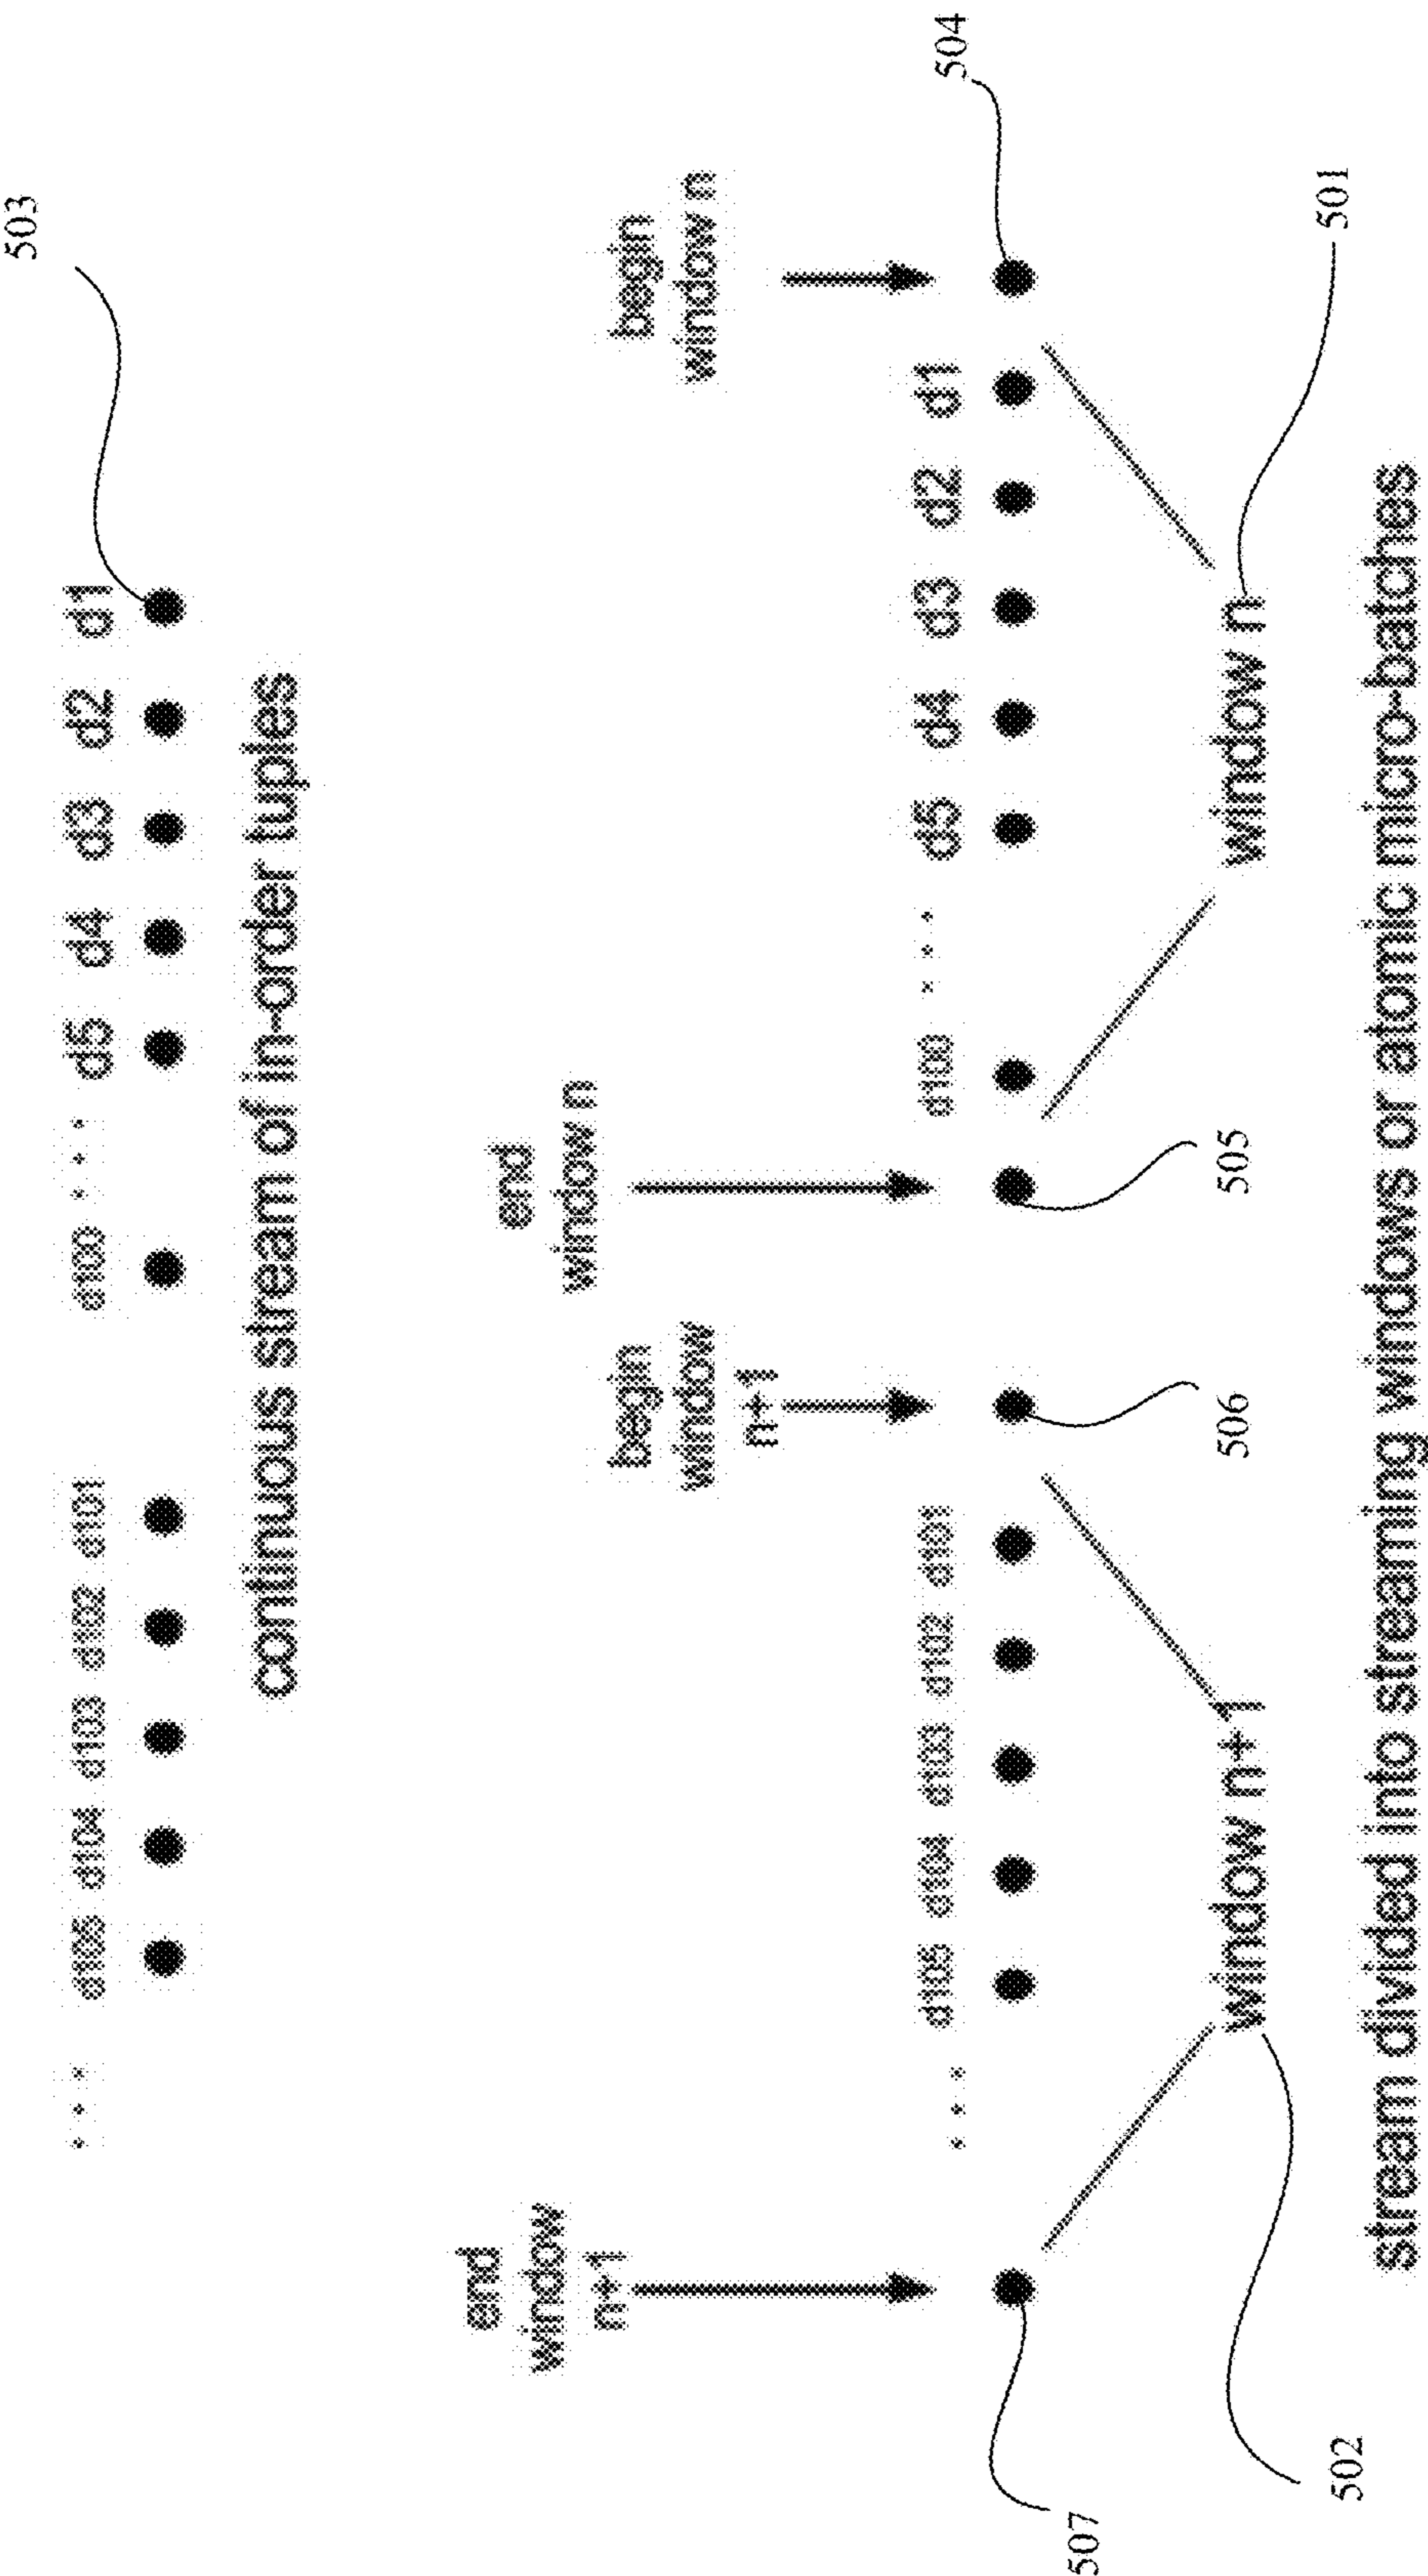 503
... d105 d104 d103 d102 d101 d100 ... d5 d4 d3 d2 d1
continuous stream of in-order tuples
end
window
n+1
end
window n
begin
window
n+1
begin
window n
504
... d105 d104 d103 d102 d101 d100 ... d5 d4 d3 d2 d1
507
506
505
window n+1
window n
502
501
stream divided into streaming windows or atomic micro-batches